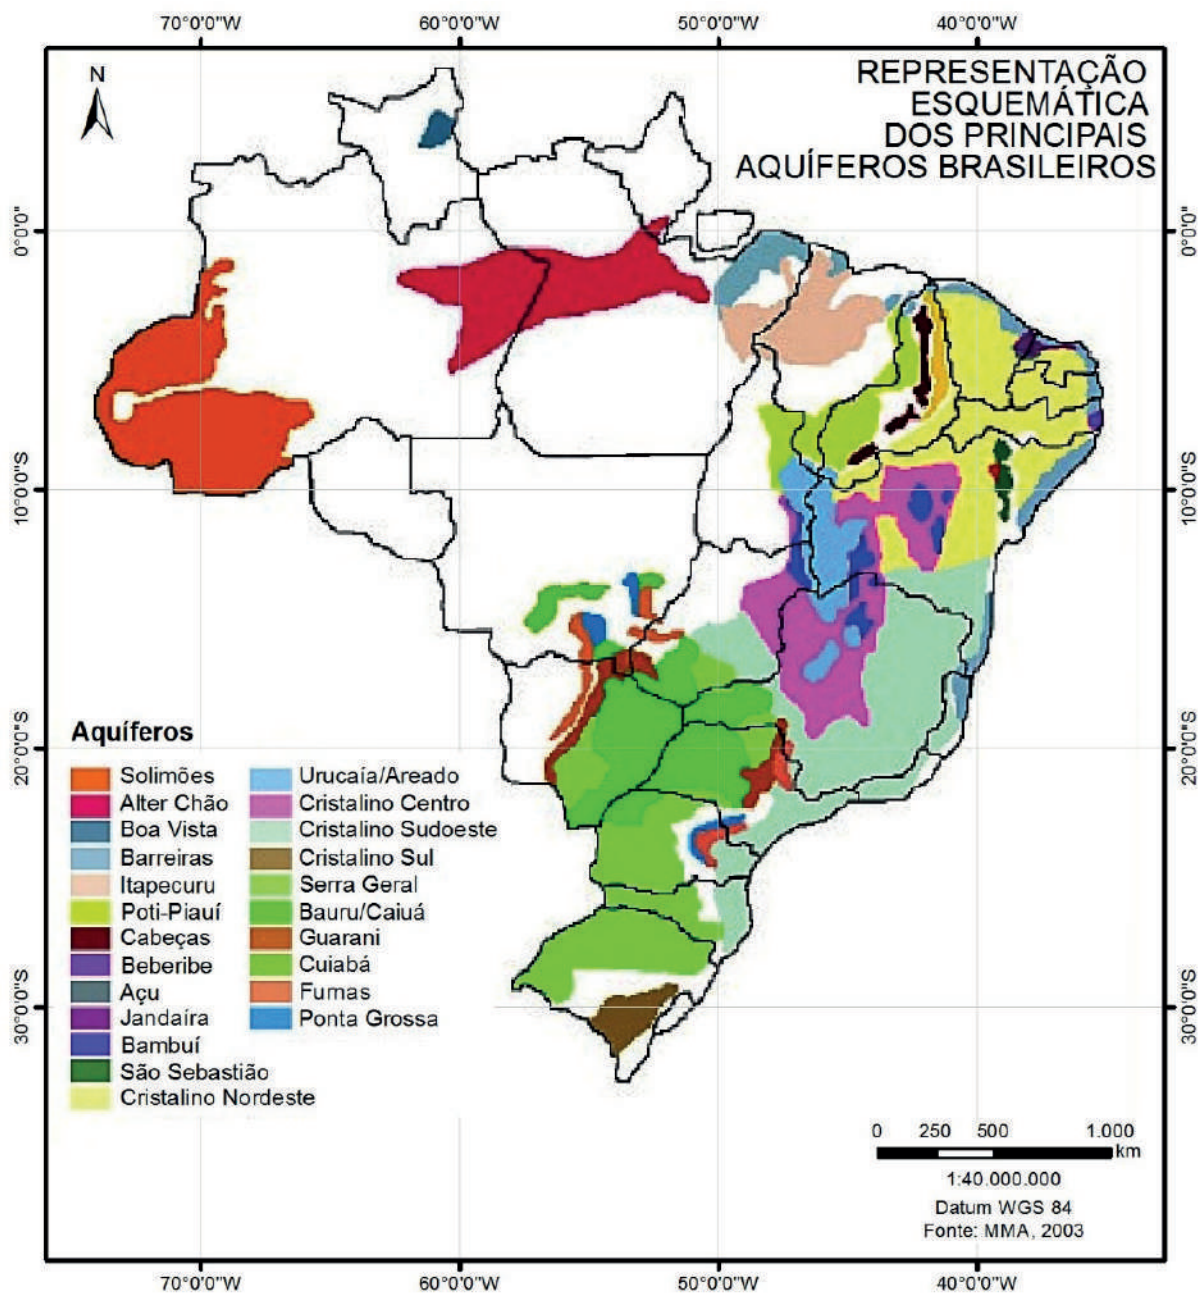 70°0'0"W 60°0'0"W 50°0'0"W 40°0'0"W
N
REPRESENTAÇÃO
ESQUEMÁTICA
DOS PRINCIPAIS
AQUÍFEROS BRASILEIROS
0°0'0" 0°0'0"
10°0'0"S 10°0'0"S
20°0'0"S 20°0'0"S
30°0'0"S 30°0'0"S
Aquíferos
Solimões
Alter Chão
Boa Vista
Barreiras
Itapecuru
Poti-Piauí
Cabeças
Beberibe
Açu
Jandaíra
Bambuí
São Sebastião
Cristalino Nordeste
Urucaía/Areado
Cristalino Centro
Cristalino Sudoeste
Cristalino Sul
Serra Geral
Bauru/Caiuá
Guarani
Cuiabá
Fumas
Ponta Grossa
0 250 500 1.000
km
1:40.000.000
Datum WGS 84
Fonte: MMA, 2003
70°0'0"W 60°0'0"W 50°0'0"W 40°0'0"W